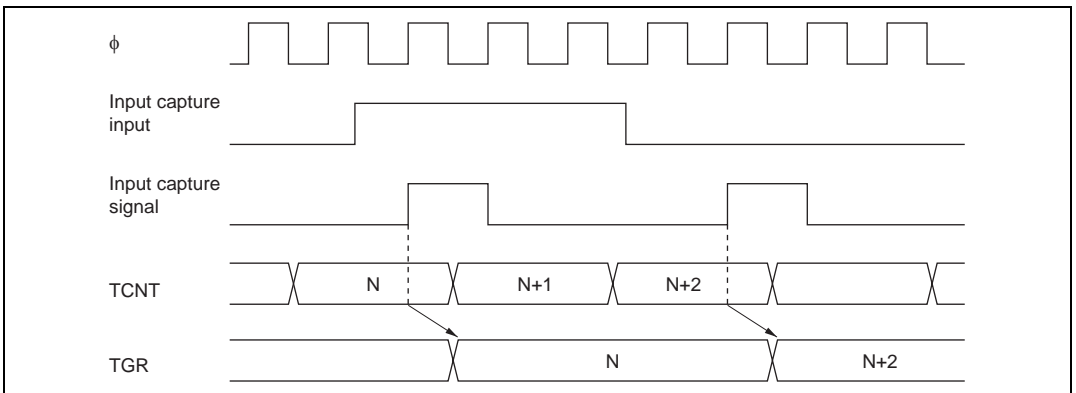 ϕ
Input capture
input
Input capture
signal
TCNT
N
N+1
N+2
TGR
N
N+2